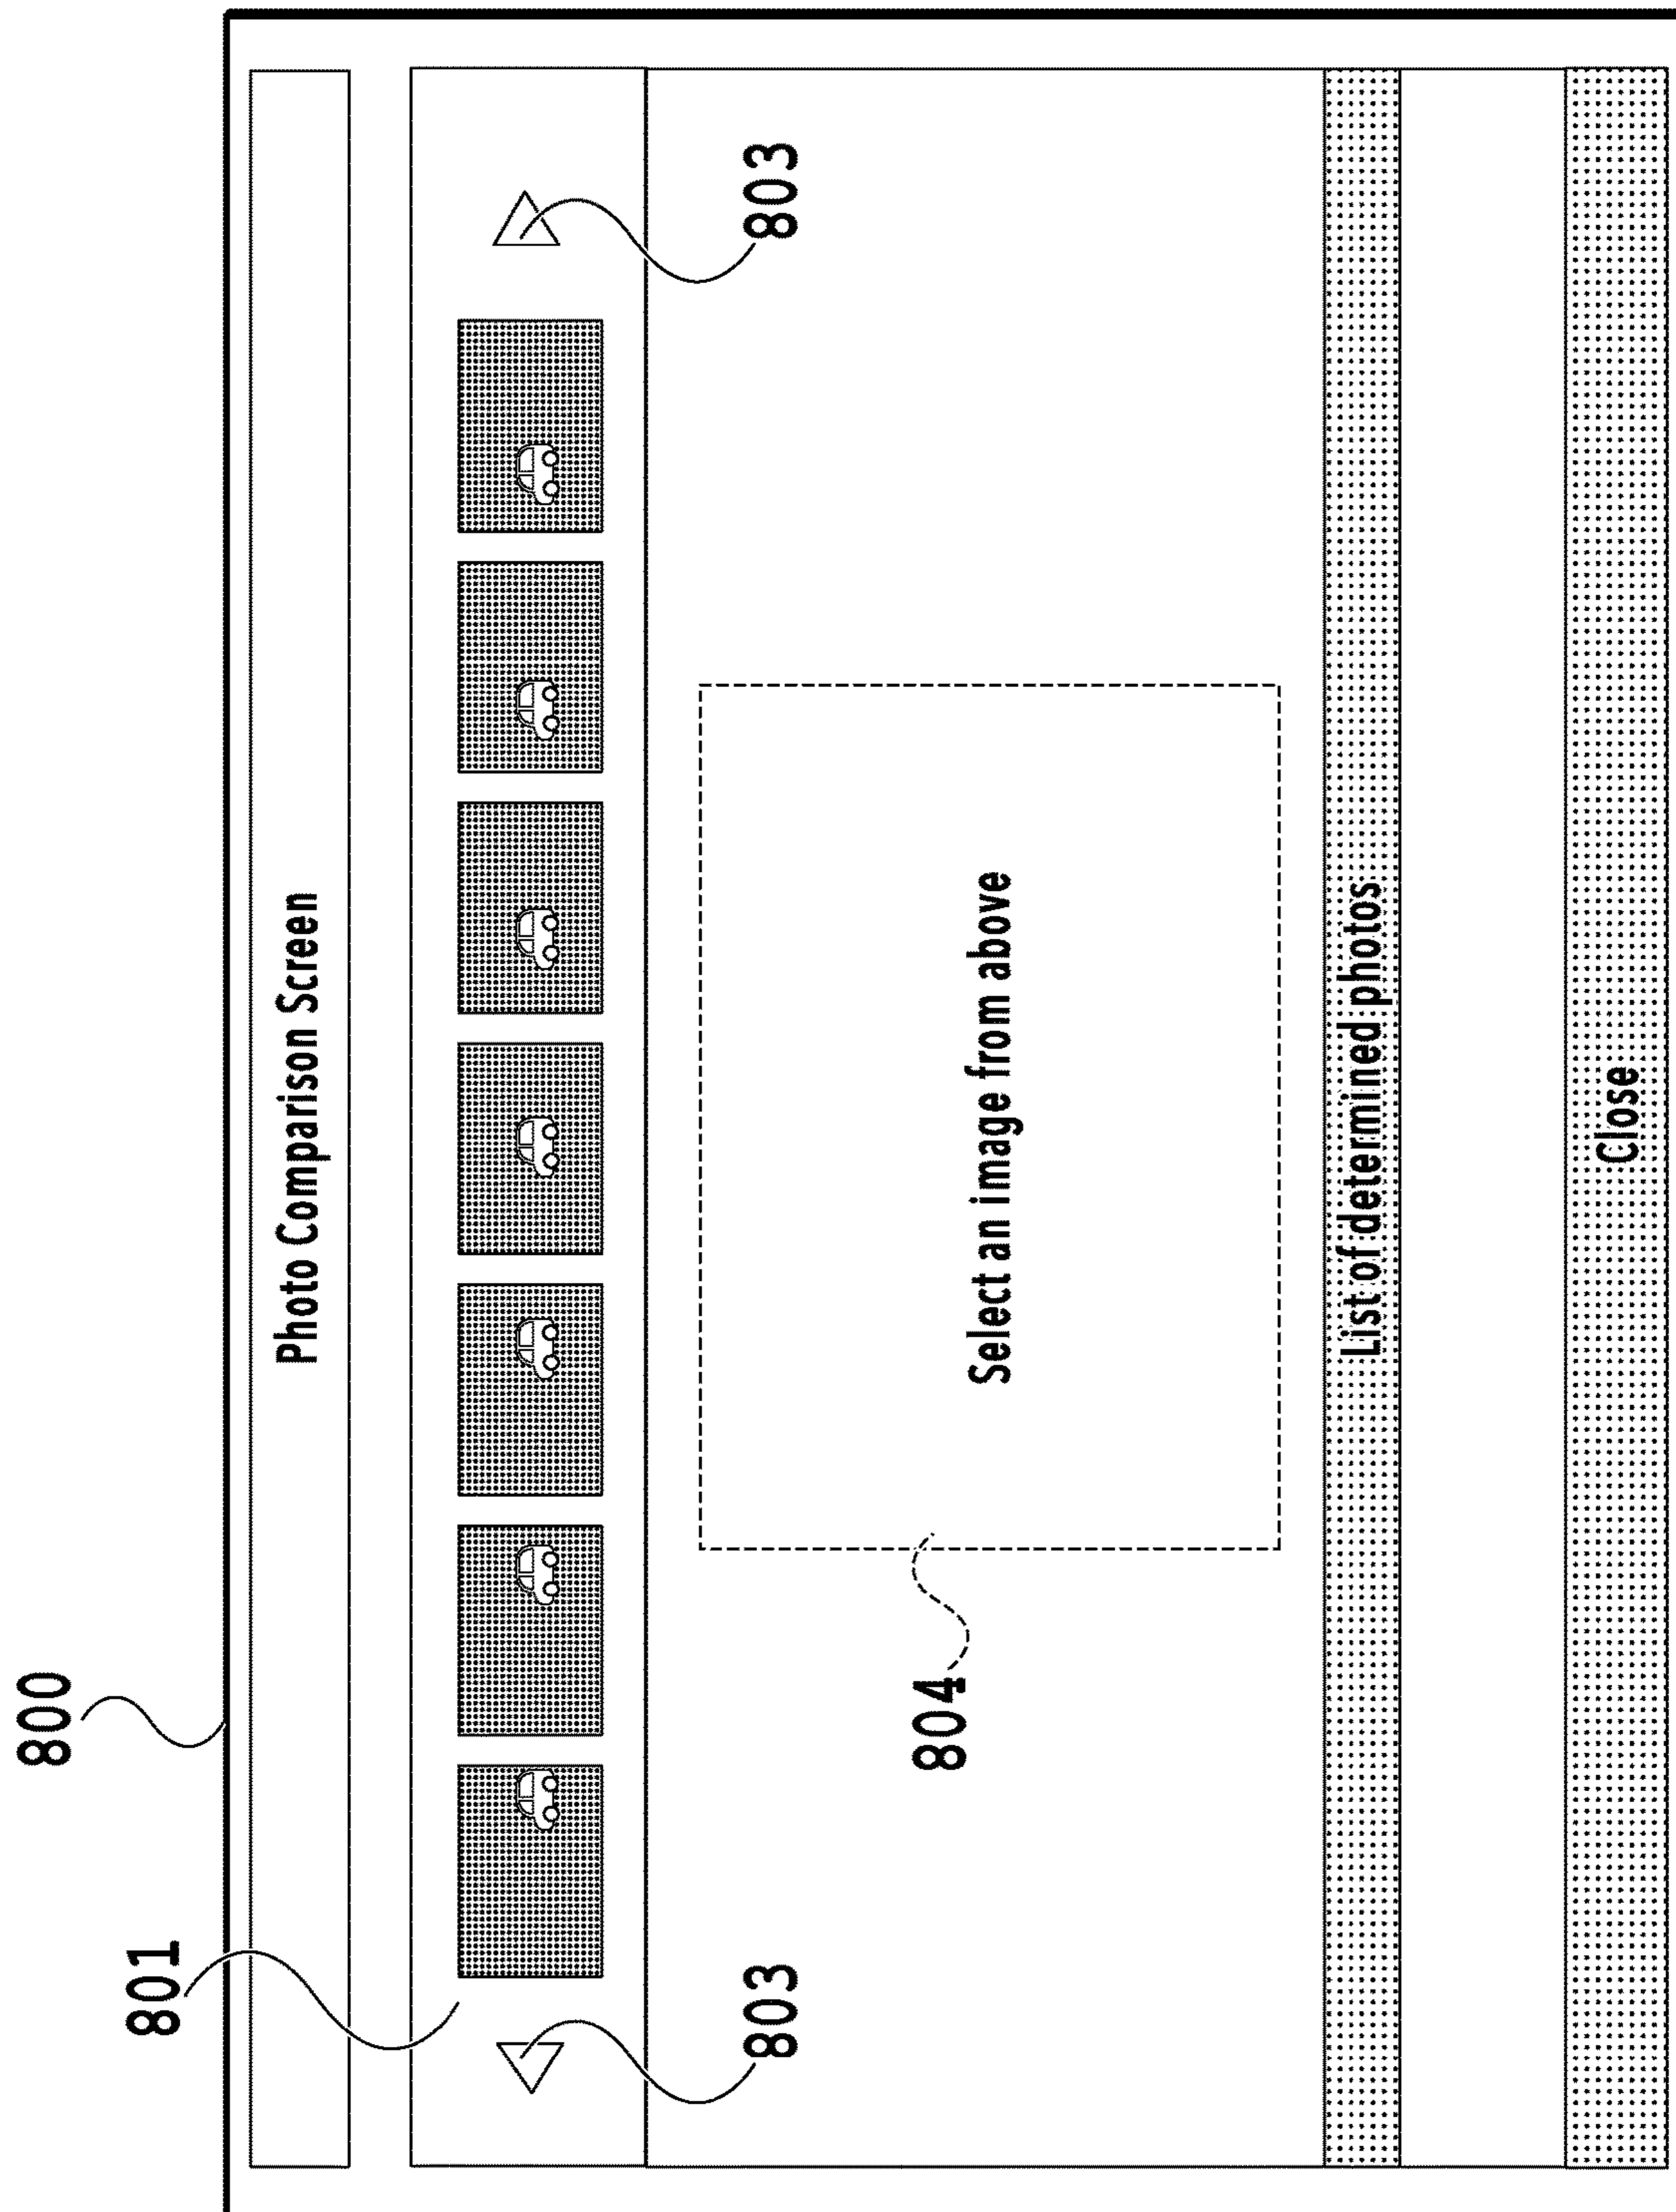 800
801
Photo Comparison Screen
803
803
804
Select an image from above
List of determined photos
Close